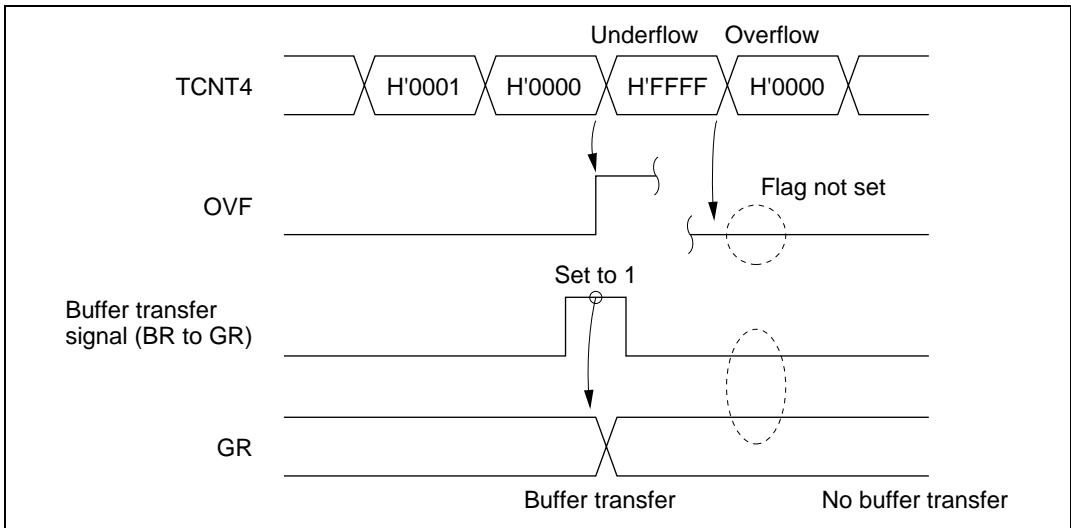 Underflow Overflow
TCNT4 H'0001 H'0000 H'FFFF H'0000
Flag not set
OVF
Set to 1
Buffer transfer
signal (BR to GR)
GR
Buffer transfer No buffer transfer